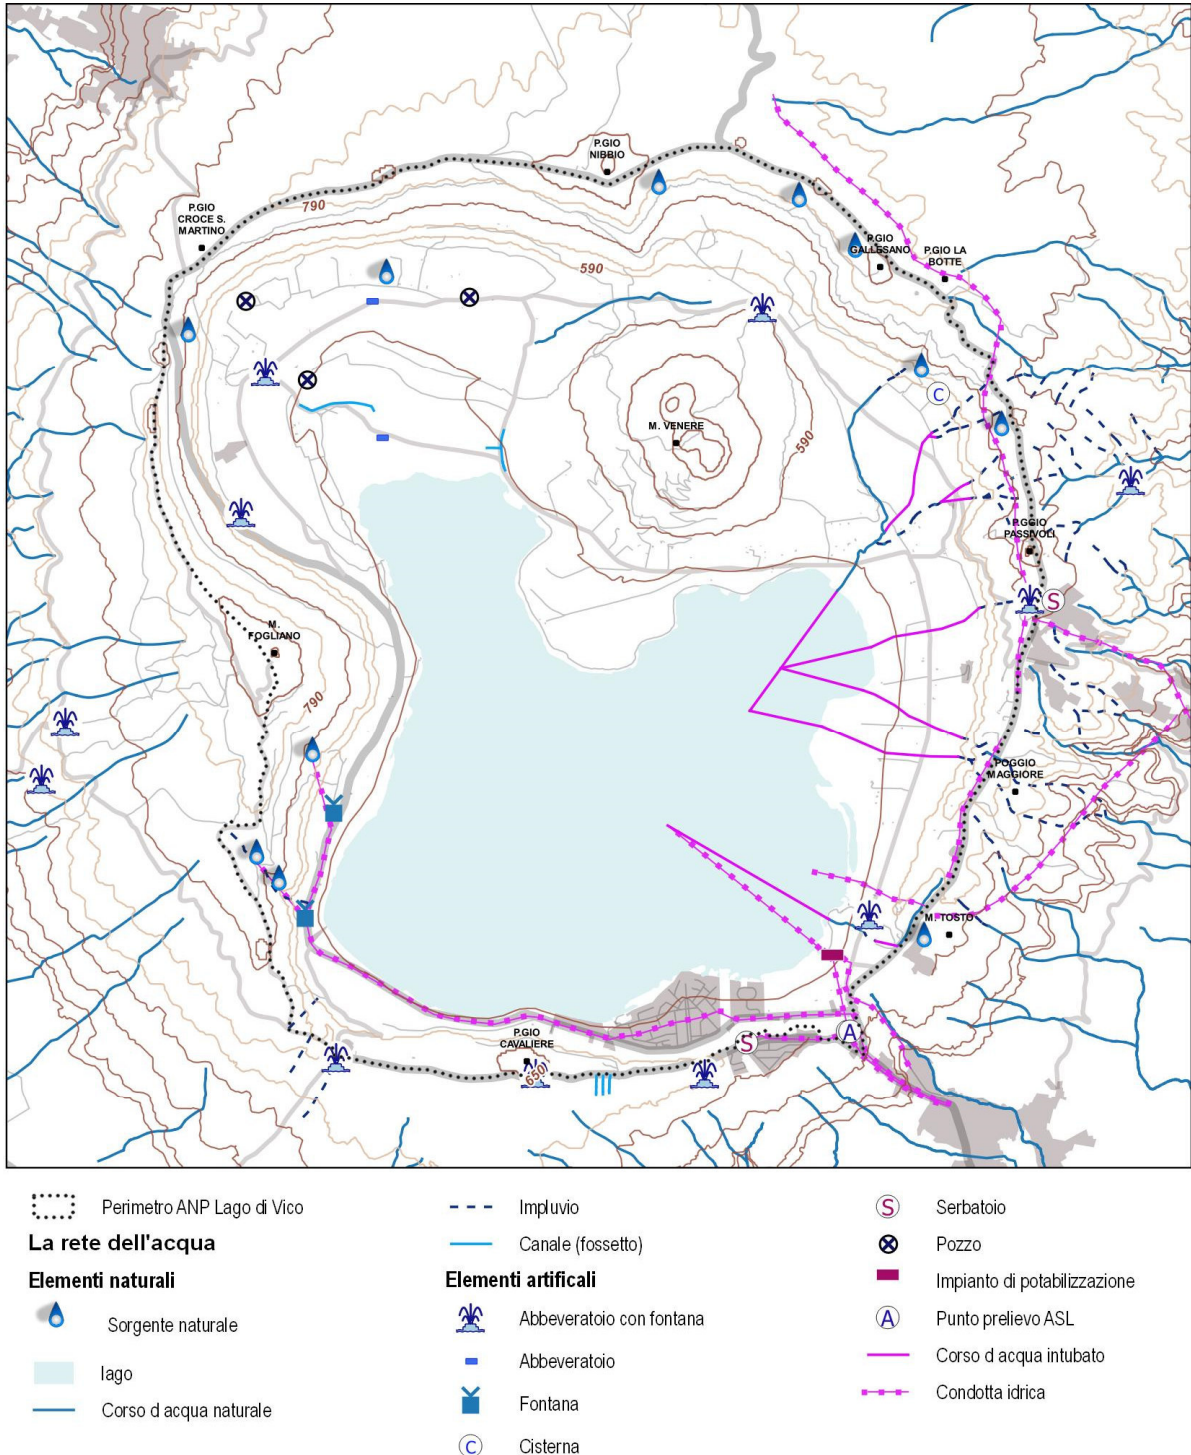 P.GIO
NIBBIO
P.GIO
CROCE S.
MARTINO
790
590
P.GIO
GALLESANO
P.GIO LA
BOTTE
C
M. VENERE
590
P.GGIO
PASSIVOLI
S
M.
FOGLIANO
790
POGGIO
MAGGIORE
M. TOSTO
P.GIO
CAVALIERE
650
S
A
Perimetro ANP Lago di Vico
La rete dell'acqua
Elementi naturali
Sorgente naturale
lago
Corso d acqua naturale
Impluvio
Canale (fossetto)
Elementi artificali
Abbeveratoio con fontana
Abbeveratoio
Fontana
C Cisterna
S Serbatoio
Pozzo
Impianto di potabilizzazione
A Punto prelievo ASL
Corso d acqua intubato
Condotta idrica